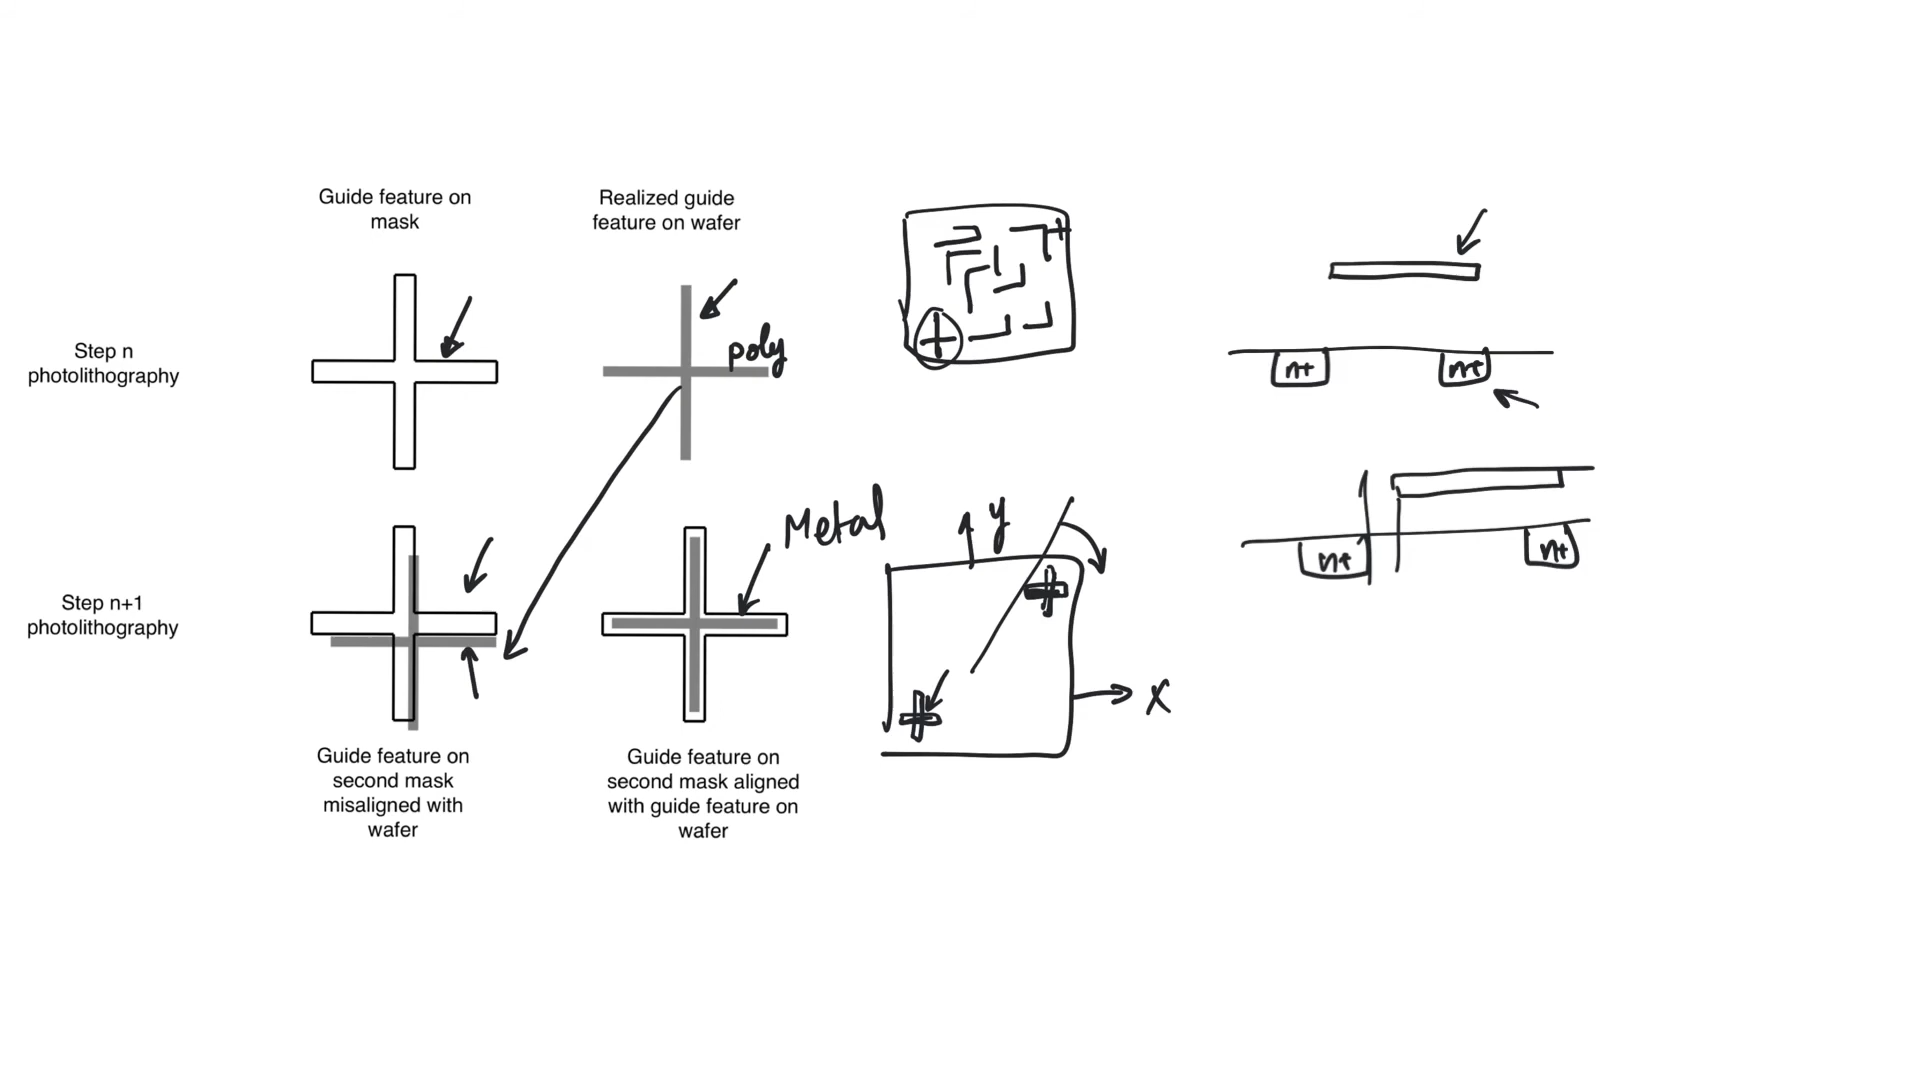 Guide feature on
mask
Realized guide
feature on wafer
Step n
photolithography
poly
n+
n+
Metal
y
n+
n+
Step n+1
photolithography
X
Guide feature on
second mask
misaligned with
wafer
Guide feature on
second mask aligned
with guide feature on
wafer